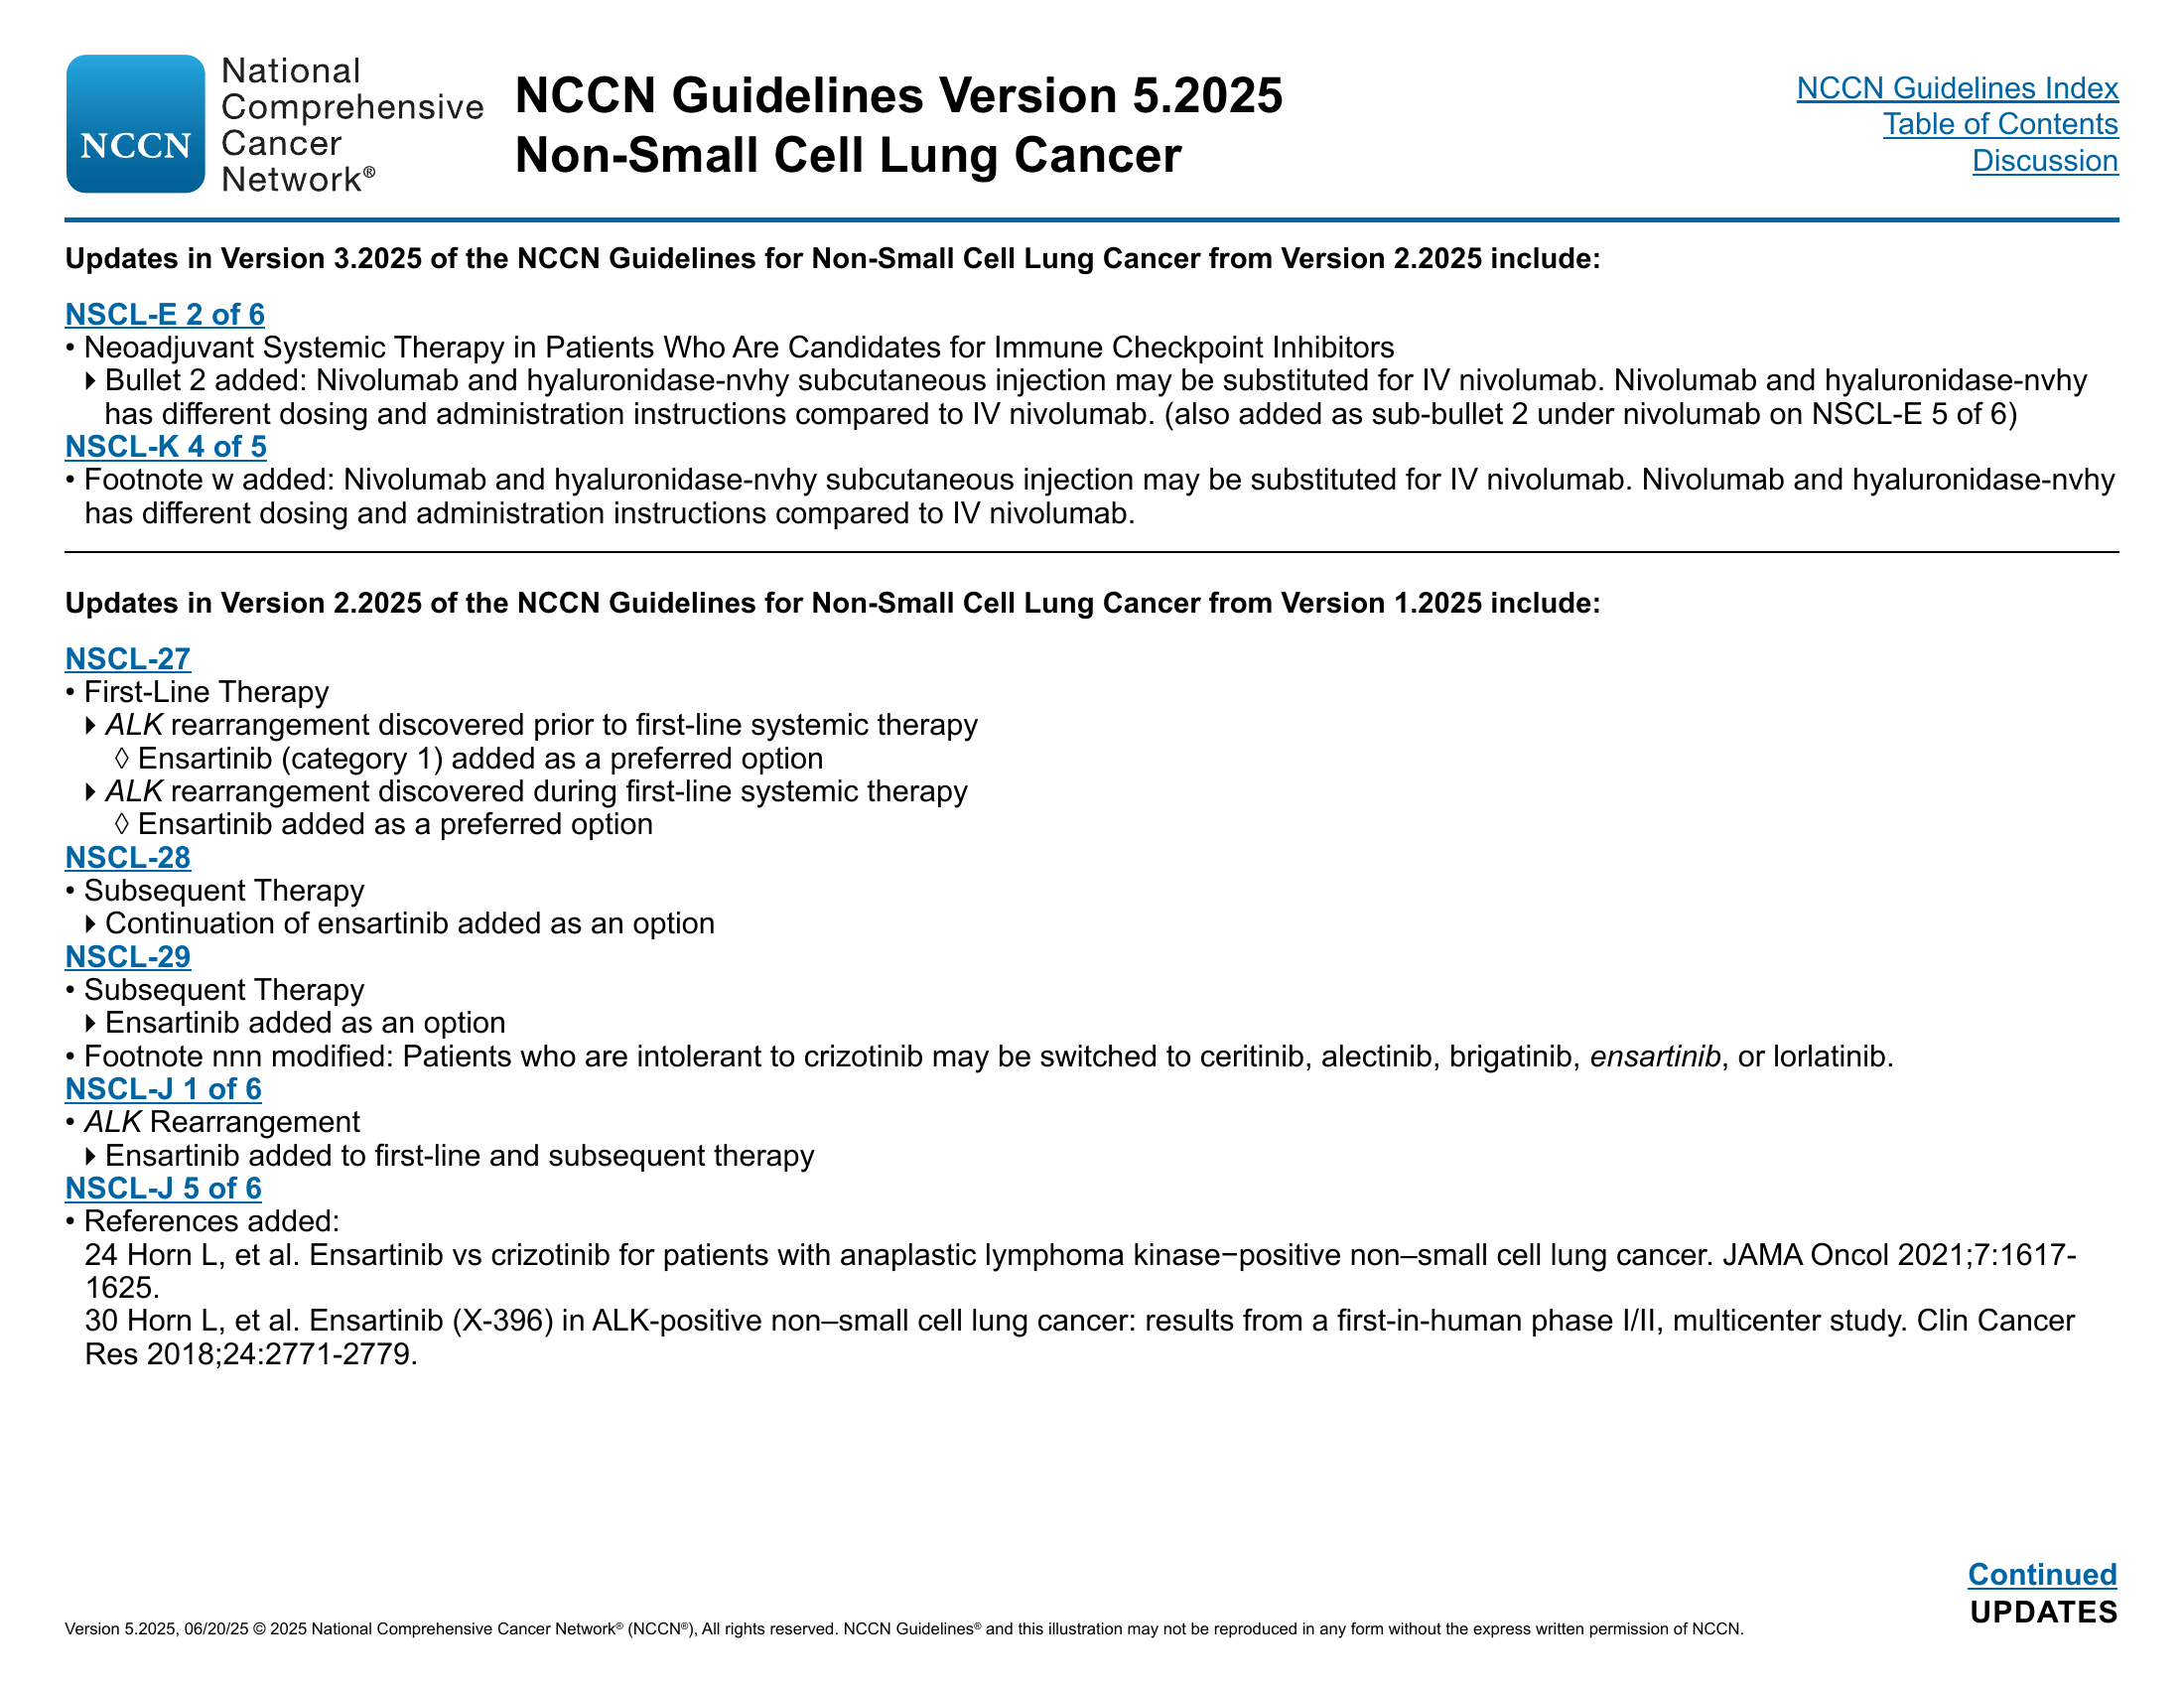 National
Comprehensive
NCCN Cancer
Network®
NCCN Guidelines Version 5.2025
Non-Small Cell Lung Cancer
NCCN Guidelines Index
Table of Contents
Discussion
Updates in Version 3.2025 of the NCCN Guidelines for Non-Small Cell Lung Cancer from Version 2.2025 include:
NSCL-E 2 of 6
• Neoadjuvant Systemic Therapy in Patients Who Are Candidates for Immune Checkpoint Inhibitors
‣ Bullet 2 added: Nivolumab and hyaluronidase-nvhy subcutaneous injection may be substituted for IV nivolumab. Nivolumab and hyaluronidase-nvhy
has different dosing and administration instructions compared to IV nivolumab. (also added as sub-bullet 2 under nivolumab on NSCL-E 5 of 6)
NSCL-K 4 of 5
• Footnote w added: Nivolumab and hyaluronidase-nvhy subcutaneous injection may be substituted for IV nivolumab. Nivolumab and hyaluronidase-nvhy
has different dosing and administration instructions compared to IV nivolumab.
Updates in Version 2.2025 of the NCCN Guidelines for Non-Small Cell Lung Cancer from Version 1.2025 include:
NSCL-27
• First-Line Therapy
‣ ALK rearrangement discovered prior to first-line systemic therapy
◊ Ensartinib (category 1) added as a preferred option
‣ ALK rearrangement discovered during first-line systemic therapy
◊ Ensartinib added as a preferred option
NSCL-28
• Subsequent Therapy
‣ Continuation of ensartinib added as an option
NSCL-29
• Subsequent Therapy
‣ Ensartinib added as an option
• Footnote nnn modified: Patients who are intolerant to crizotinib may be switched to ceritinib, alectinib, brigatinib, ensartinib, or lorlatinib.
NSCL-J 1 of 6
• ALK Rearrangement
‣ Ensartinib added to first-line and subsequent therapy
NSCL-J 5 of 6
• References added:
24 Horn L, et al. Ensartinib vs crizotinib for patients with anaplastic lymphoma kinase−positive non–small cell lung cancer. JAMA Oncol 2021;7:1617-
1625.
30 Horn L, et al. Ensartinib (X-396) in ALK-positive non–small cell lung cancer: results from a first-in-human phase I/II, multicenter study. Clin Cancer
Res 2018;24:2771-2779.
Continued
UPDATES
Version 5.2025, 06/20/25 © 2025 National Comprehensive Cancer Network® (NCCN®), All rights reserved. NCCN Guidelines® and this illustration may not be reproduced in any form without the express written permission of NCCN.